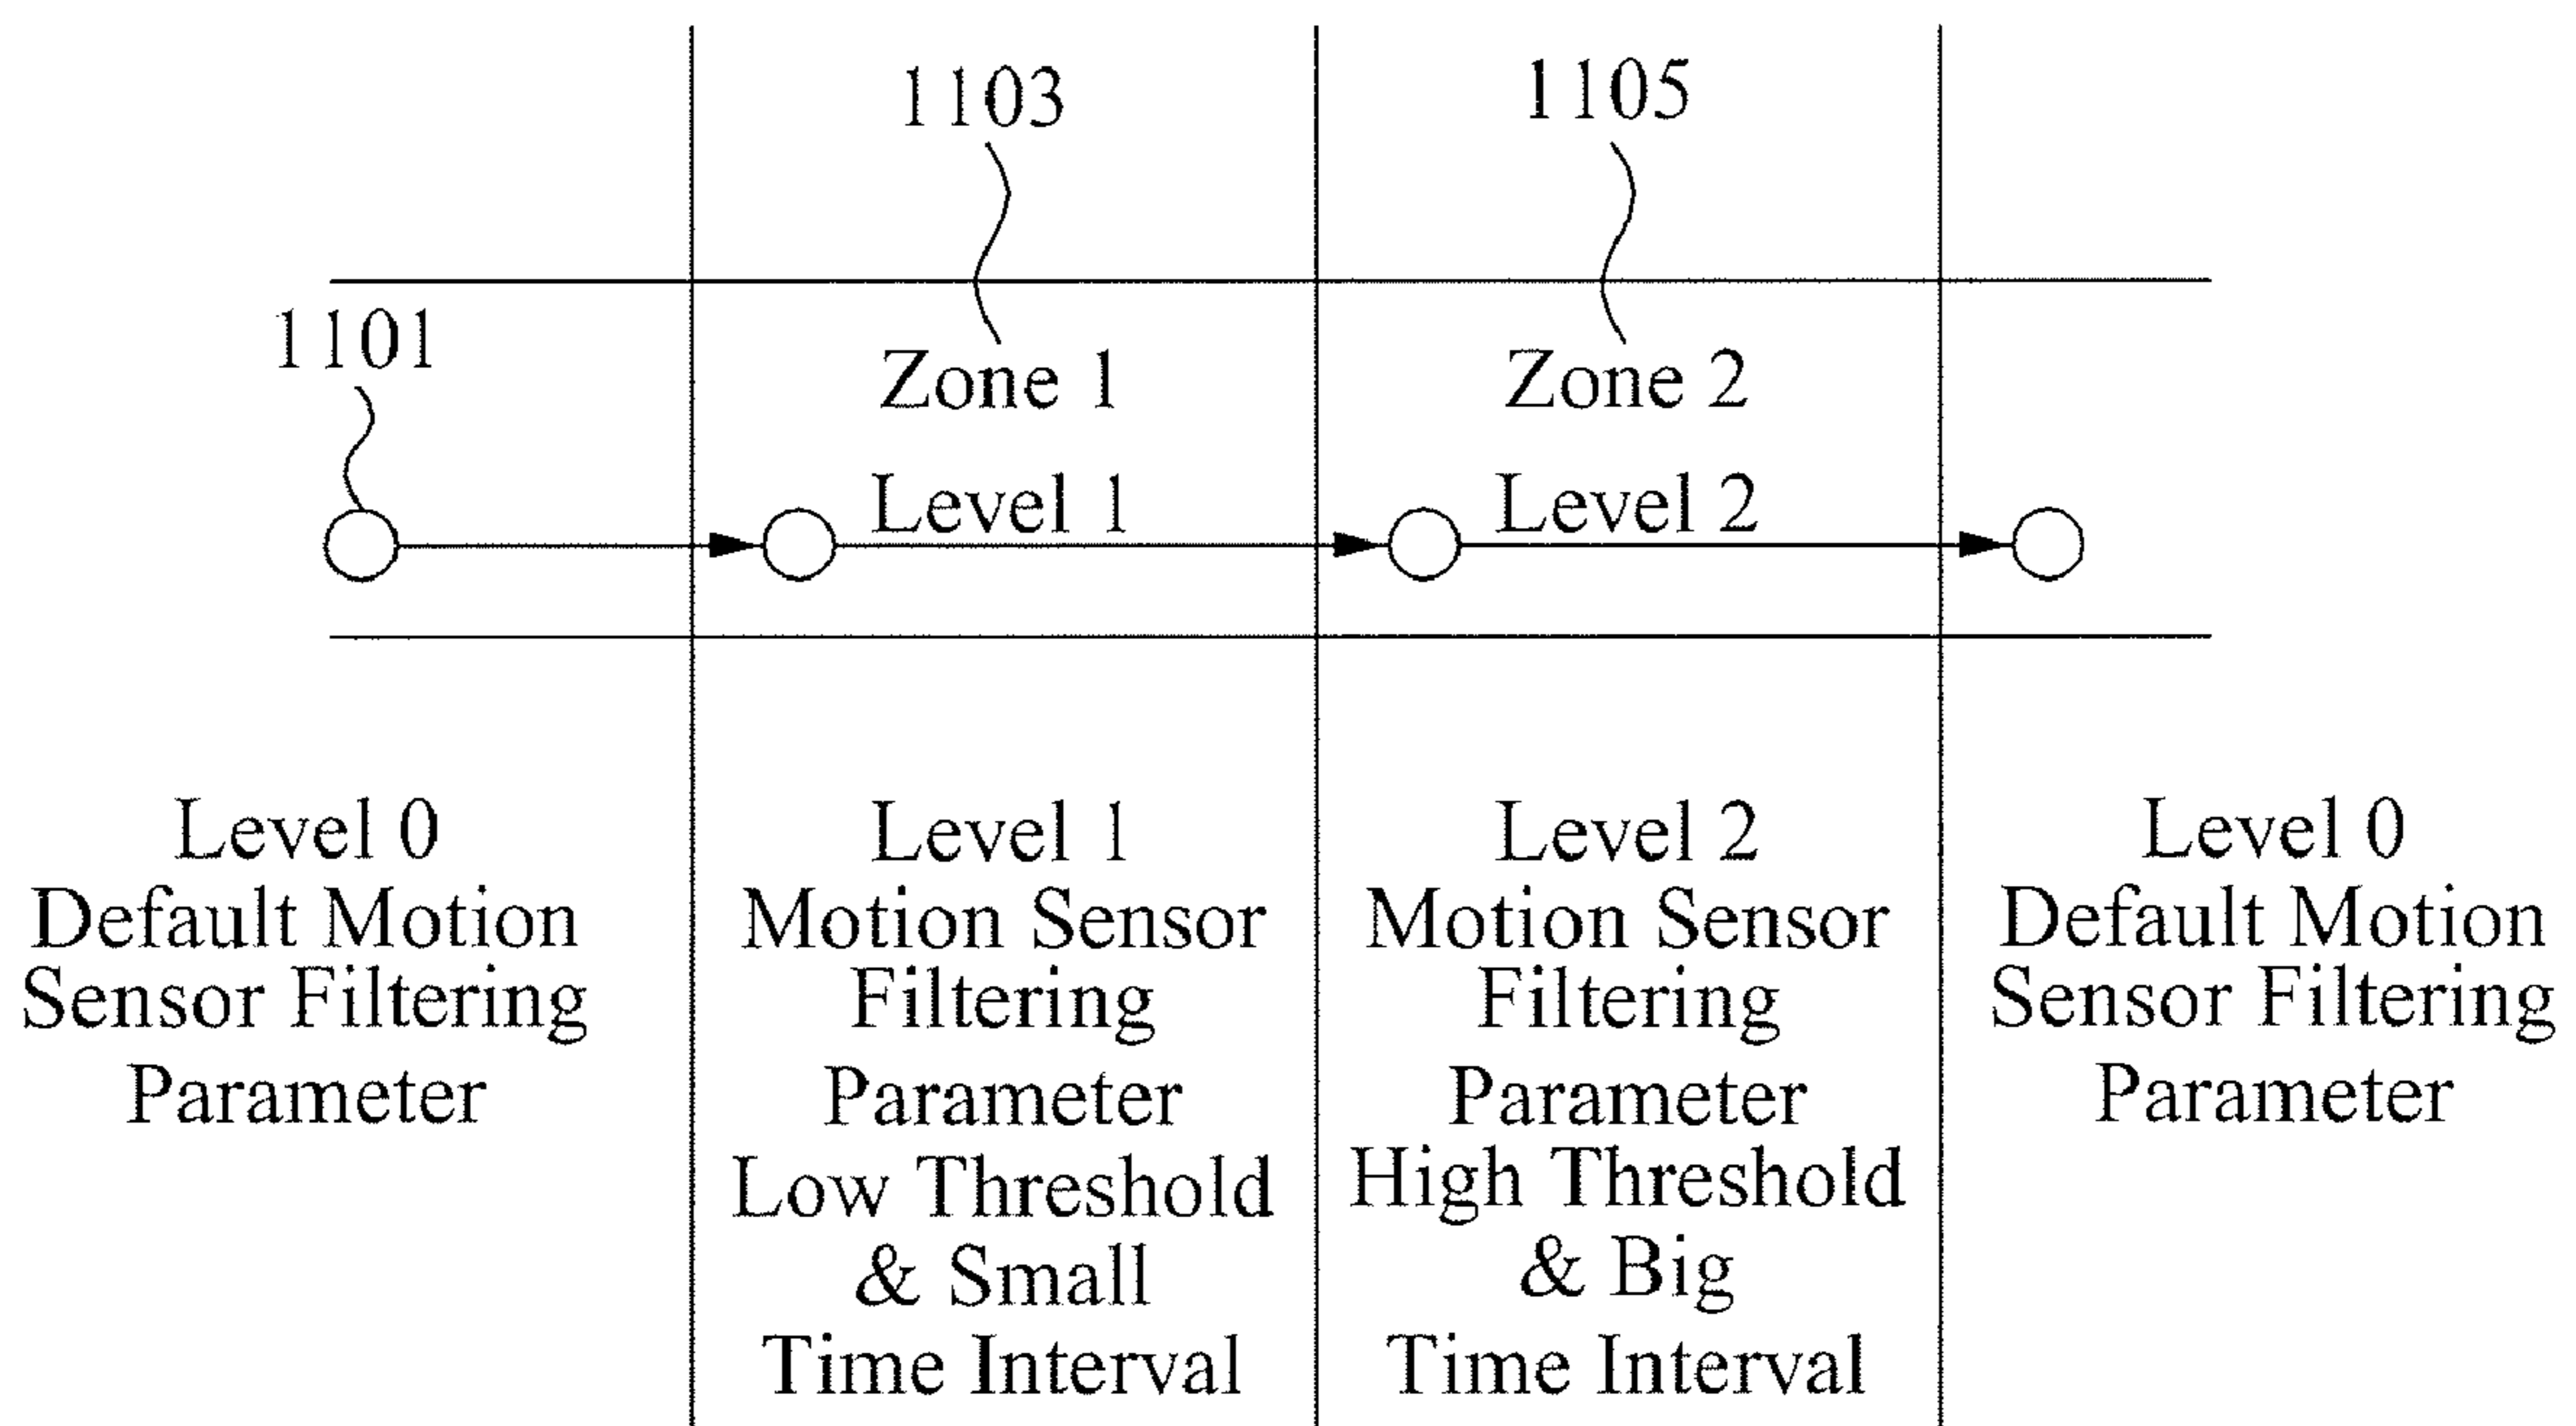 1103
1105
1101
Zone 1
Zone 2
Level 1
Level 2
Level 0
Default Motion
Sensor Filtering
Parameter
Level 1
Motion Sensor
Filtering
Parameter
Low Threshold
& Small
Time Interval
Level 2
Motion Sensor
Filtering
Parameter
High Threshold
& Big
Time Interval
Level 0
Default Motion
Sensor Filtering
Parameter